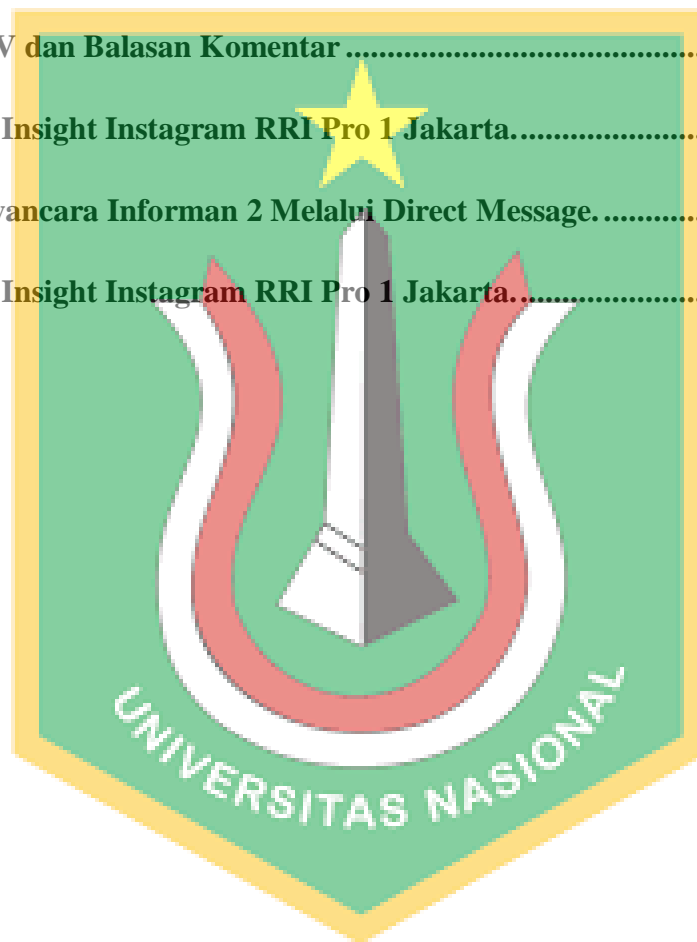 V dan Balasan Komentar ......................................
Insight Instagram RRI Pro 1 Jakarta. ....................
wancara Informan 2 Melalui Direct Message. ...........
Insight Instagram RRI Pro 1 Jakarta. ....................
UNIVERSITAS NASIONAL